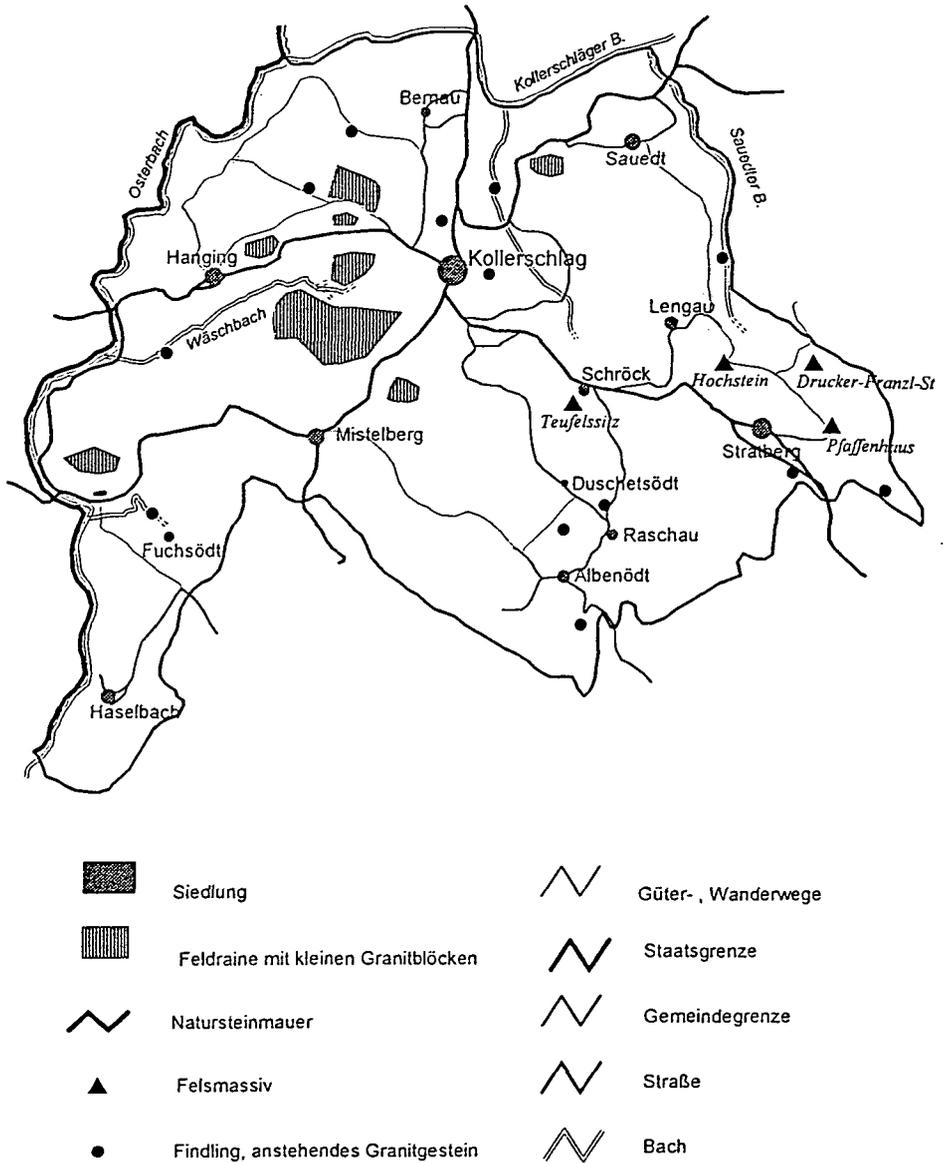 Kollerschläger B.
Bernau
Osterbach
Sauedt
Sauedter B.
Hanging
Kollerschlag
Wäschbach
Lengau
Schröck
Hochstein
Drucker-Franzl-St
Teufelssitz
Mistelberg
Stratberg
Pfaffenhaus
Duschetsödt
Raschau
Fuchsödt
Albenödt
Haselbach
Siedlung
Güter- , Wanderwege
Feldraine mit kleinen Granitblöcken
Staatsgrenze
Natursteinmauer
Gemeindegrenze
Felsmassiv
Straße
Findling, anstehendes Granitgestein
Bach